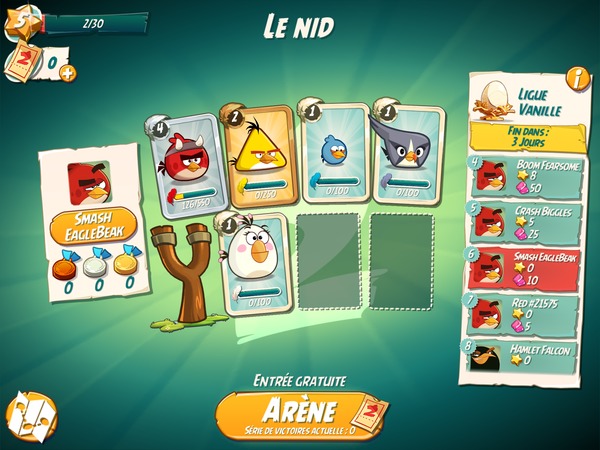 LE NID
5
2/30
2
0
+
i
LIGUE
VANILLE
FIN DANS :
3 JOURS
4
BOOM FEARSOME
8
50
5
CRASH BIGGLES
5
25
6
SMASH EAGLEBEAK
0
10
7
RED #21575
0
5
8
HAMLET FALCON
0
SMASH
EAGLEBEAK
0 0 0
4
126/550
2
0/250
1
0/100
1
0/100
1
0/100
ENTRÉE GRATUITE
ARÈNE
2
SÉRIE DE VICTOIRES ACTUELLE : 0